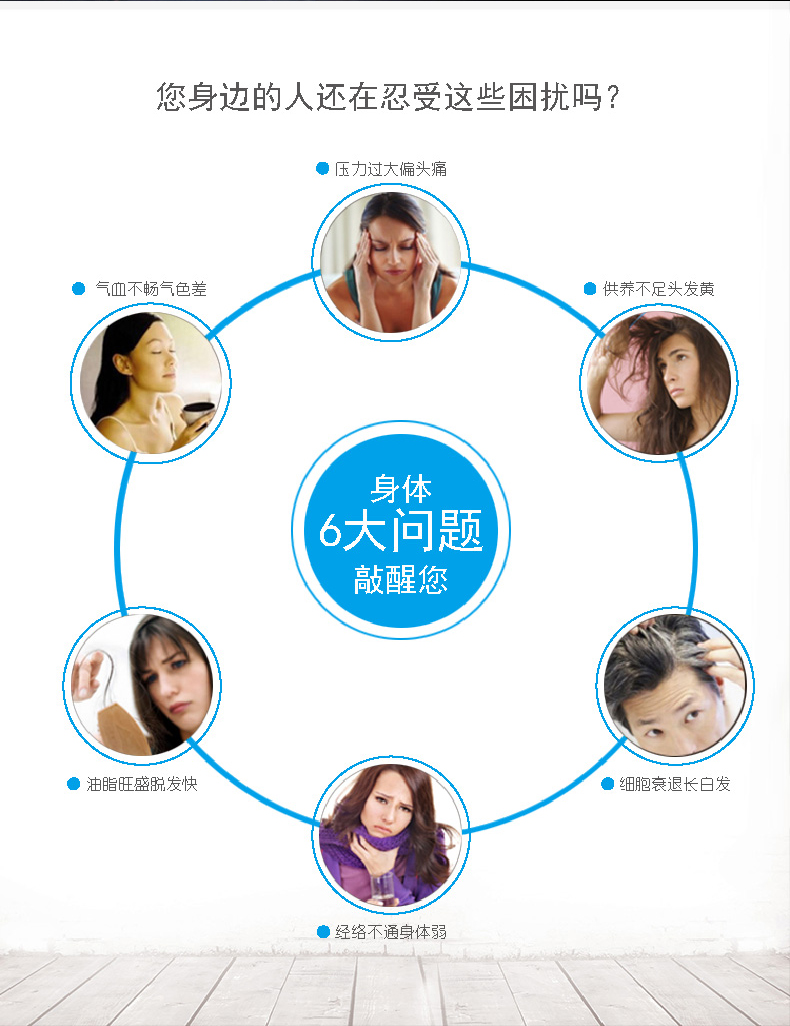 您身边的人还在忍受这些困扰吗？
压力过大偏头痛
气血不畅气色差
供养不足头发黄
身体
6大问题
敲醒您
油脂旺盛脱发快
细胞衰退长白发
经络不通身体弱